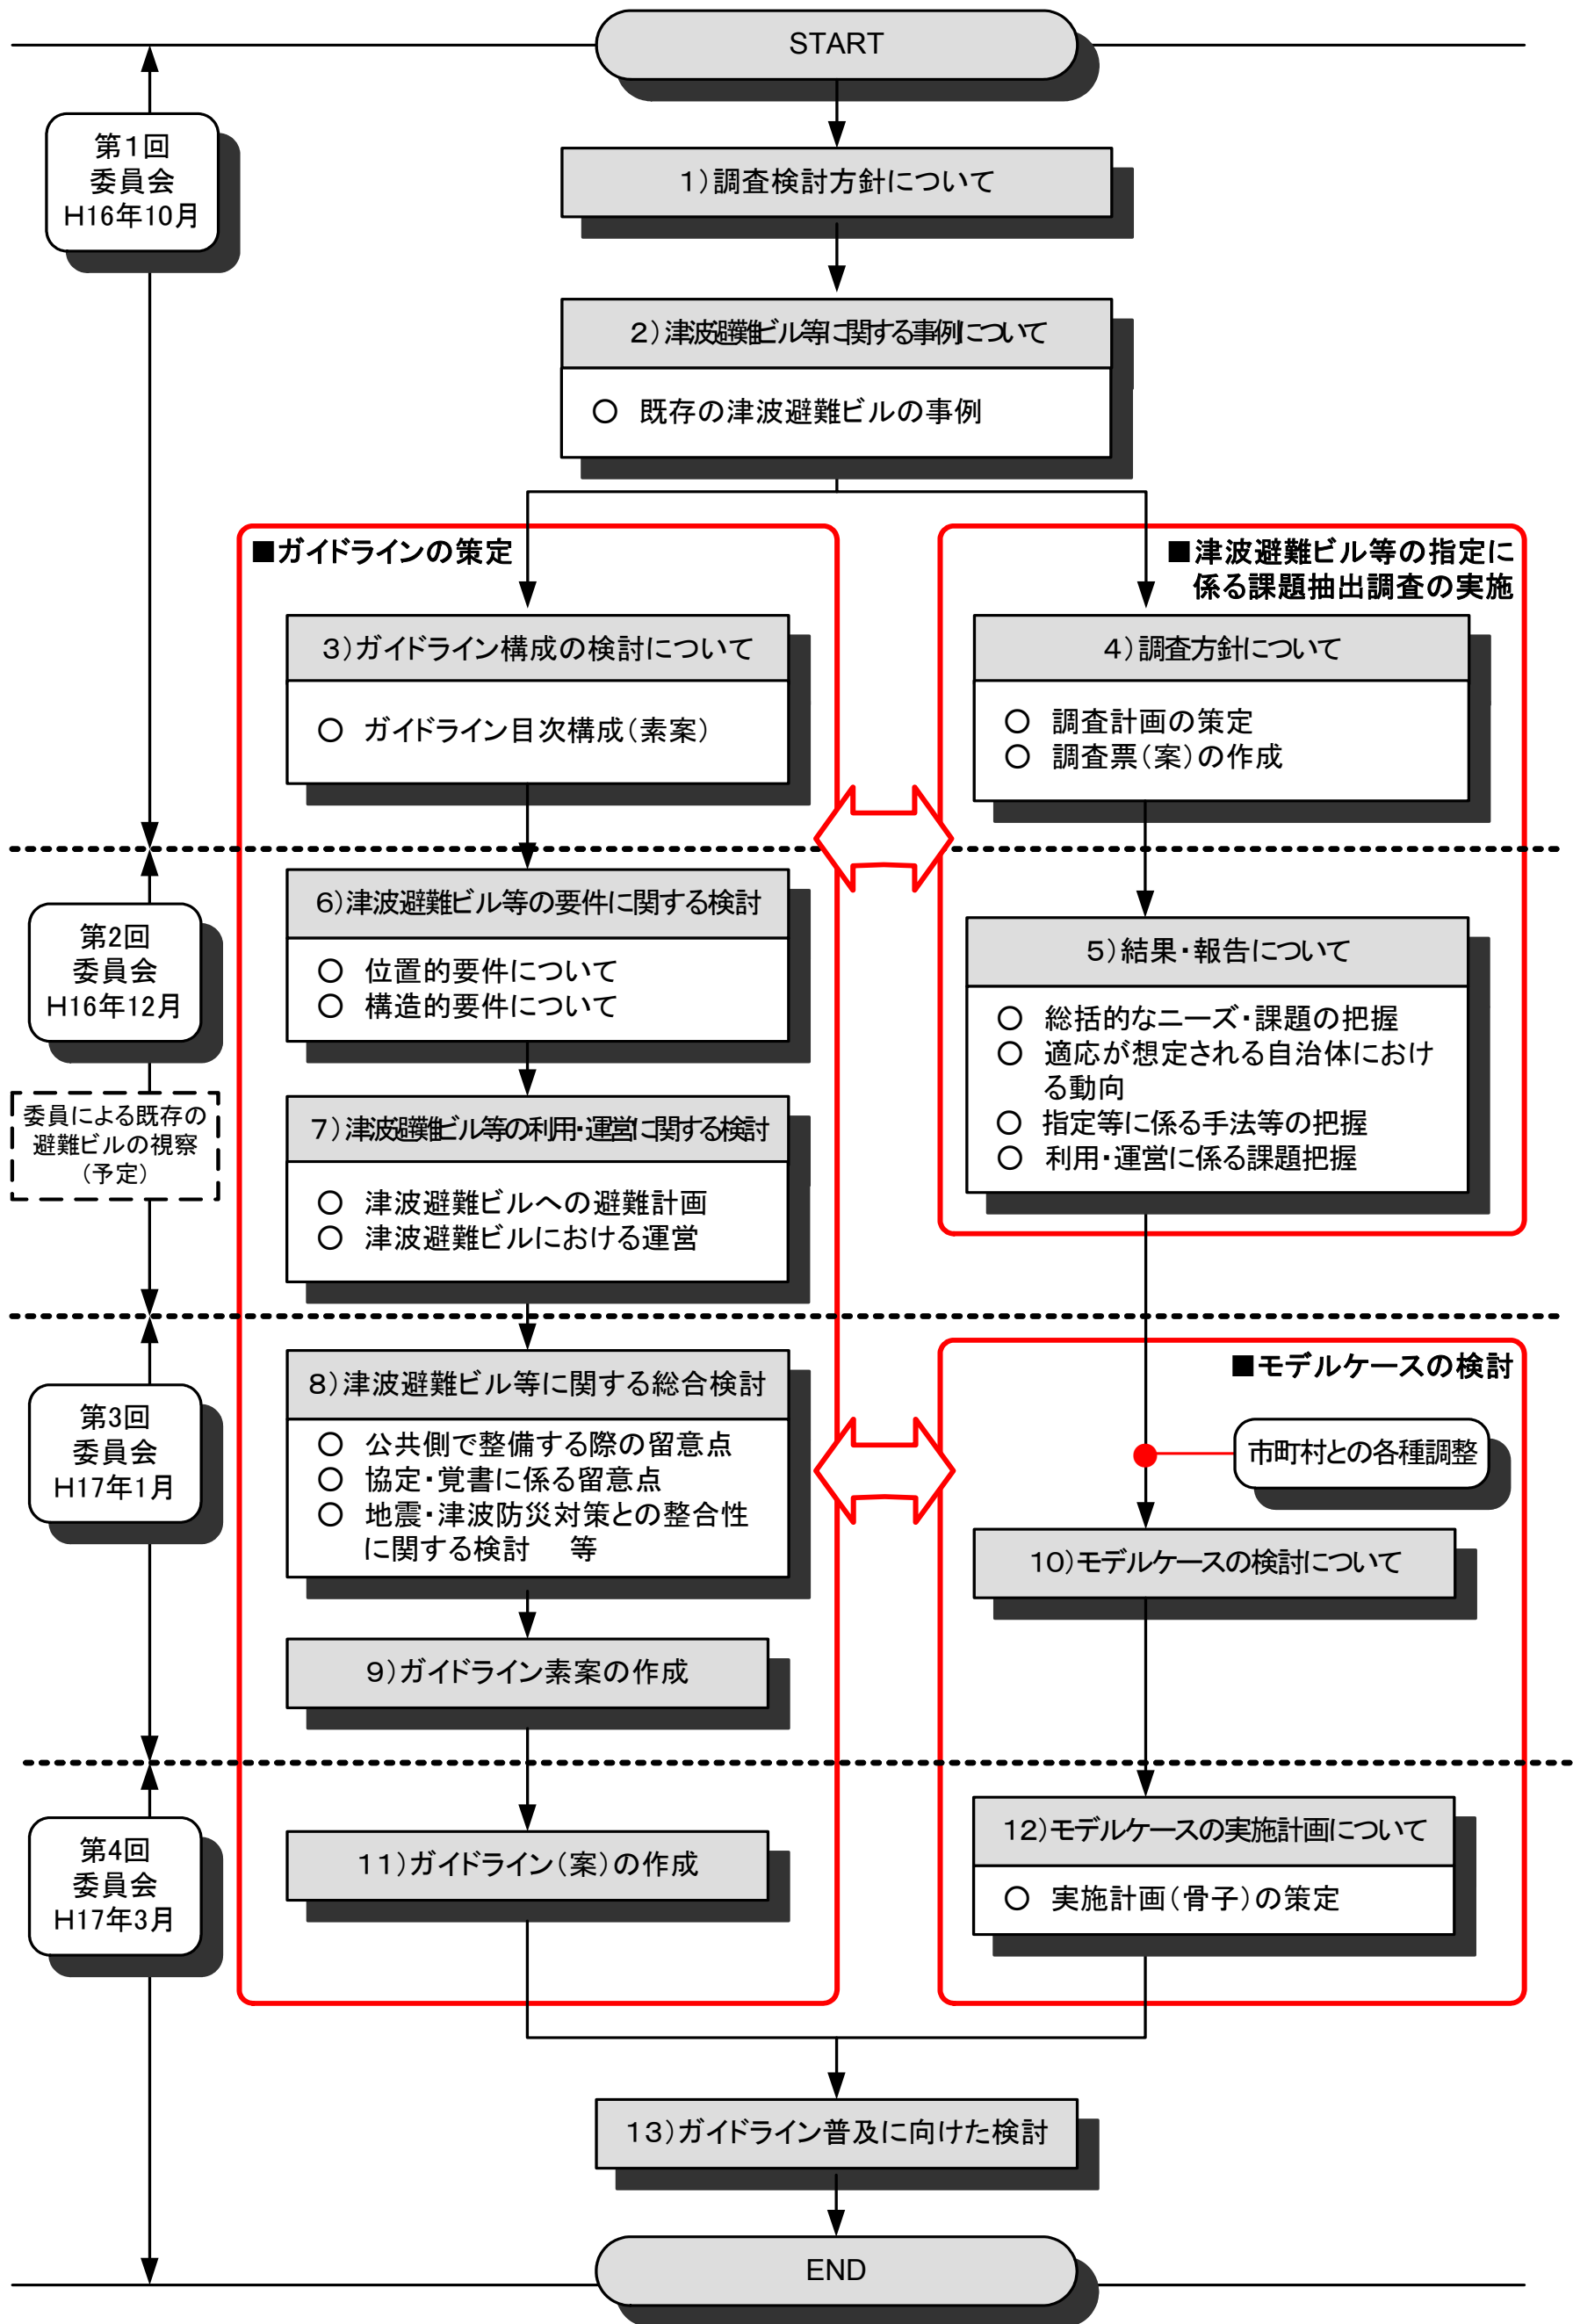 START
第1回
委員会
H16年10月
1)調査検討方針について
2)津波避難ビル等に関する事例について
○ 既存の津波避難ビルの事例
■ガイドラインの策定
3)ガイドライン構成の検討について
○ ガイドライン目次構成(素案)
■津波避難ビル等の指定に
係る課題抽出調査の実施
4)調査方針について
○ 調査計画の策定
○ 調査票(案)の作成
第2回
委員会
H16年12月
委員による既存の
避難ビルの視察
(予定)
6)津波避難ビル等の要件に関する検討
○ 位置的要件について
○ 構造的要件について
7)津波避難ビル等の利用・運営に関する検討
○ 津波避難ビルへの避難計画
○ 津波避難ビルにおける運営
5)結果・報告について
○ 総括的なニーズ・課題の把握
○ 適応が想定される自治体におけ
る動向
○ 指定等に係る手法等の把握
○ 利用・運営に係る課題把握
第3回
委員会
H17年1月
8)津波避難ビル等に関する総合検討
○ 公共側で整備する際の留意点
○ 協定・覚書に係る留意点
○ 地震・津波防災対策との整合性
に関する検討 等
9)ガイドライン素案の作成
■モデルケースの検討
市町村との各種調整
10)モデルケースの検討について
第4回
委員会
H17年3月
11)ガイドライン(案)の作成
12)モデルケースの実施計画について
○ 実施計画(骨子)の策定
13)ガイドライン普及に向けた検討
END